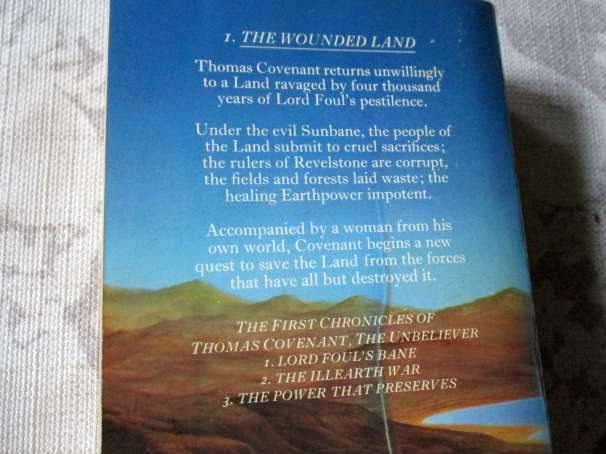 1. THE WOUNDED LAND
Thomas Covenant returns unwillingly
to a Land ravaged by four thousand
years of Lord Foul's pestilence.
Under the evil Sunbane, the people of
the Land submit to cruel sacrifices;
the rulers of Revelstone are corrupt,
the fields and forests laid waste; the
healing Earthpower impotent.
Accompanied by a woman from his
own world, Covenant begins a new
quest to save the Land from the forces
that have all but destroyed it.
THE FIRST CHRONICLES OF
THOMAS COVENANT, THE UNBELIEVER
1. LORD FOUL'S BANE
2. THE ILLEARTH WAR
3. THE POWER THAT PRESERVES